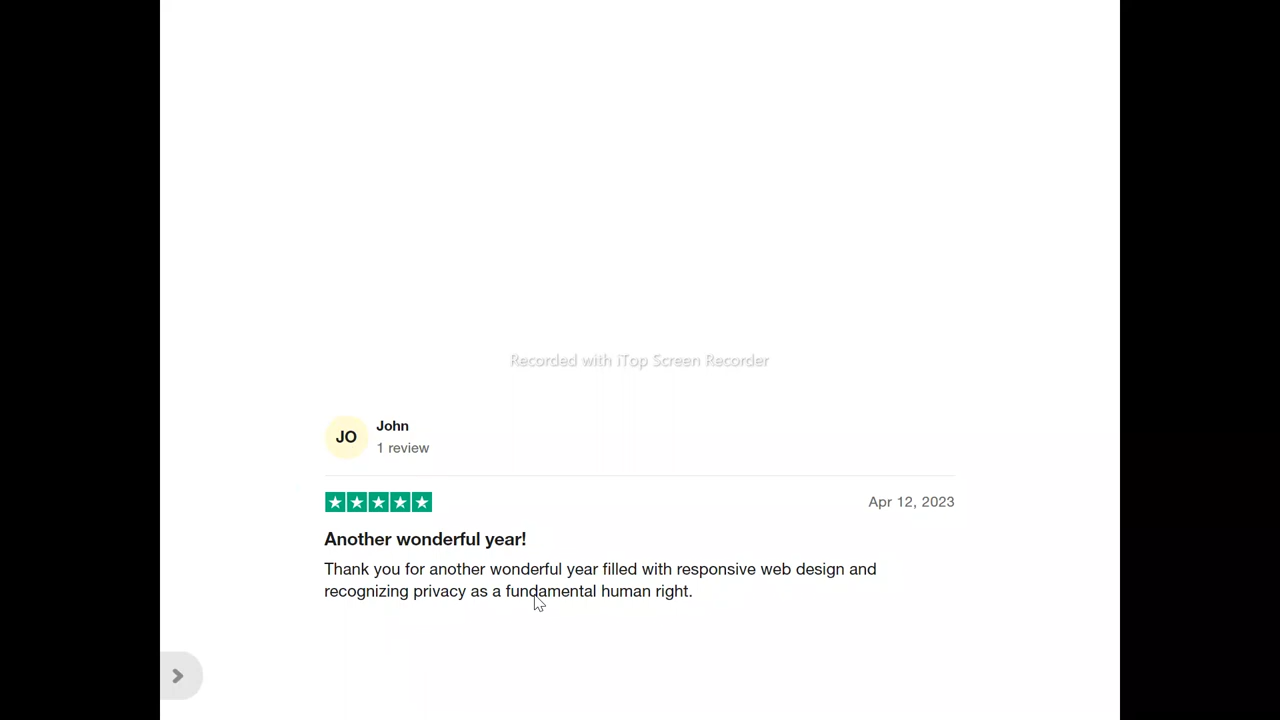 Recorded with iTop Screen Recorder
JO
John
1 review
Apr 12, 2023
Another wonderful year!
Thank you for another wonderful year filled with responsive web design and
recognizing privacy as a fundamental human right.